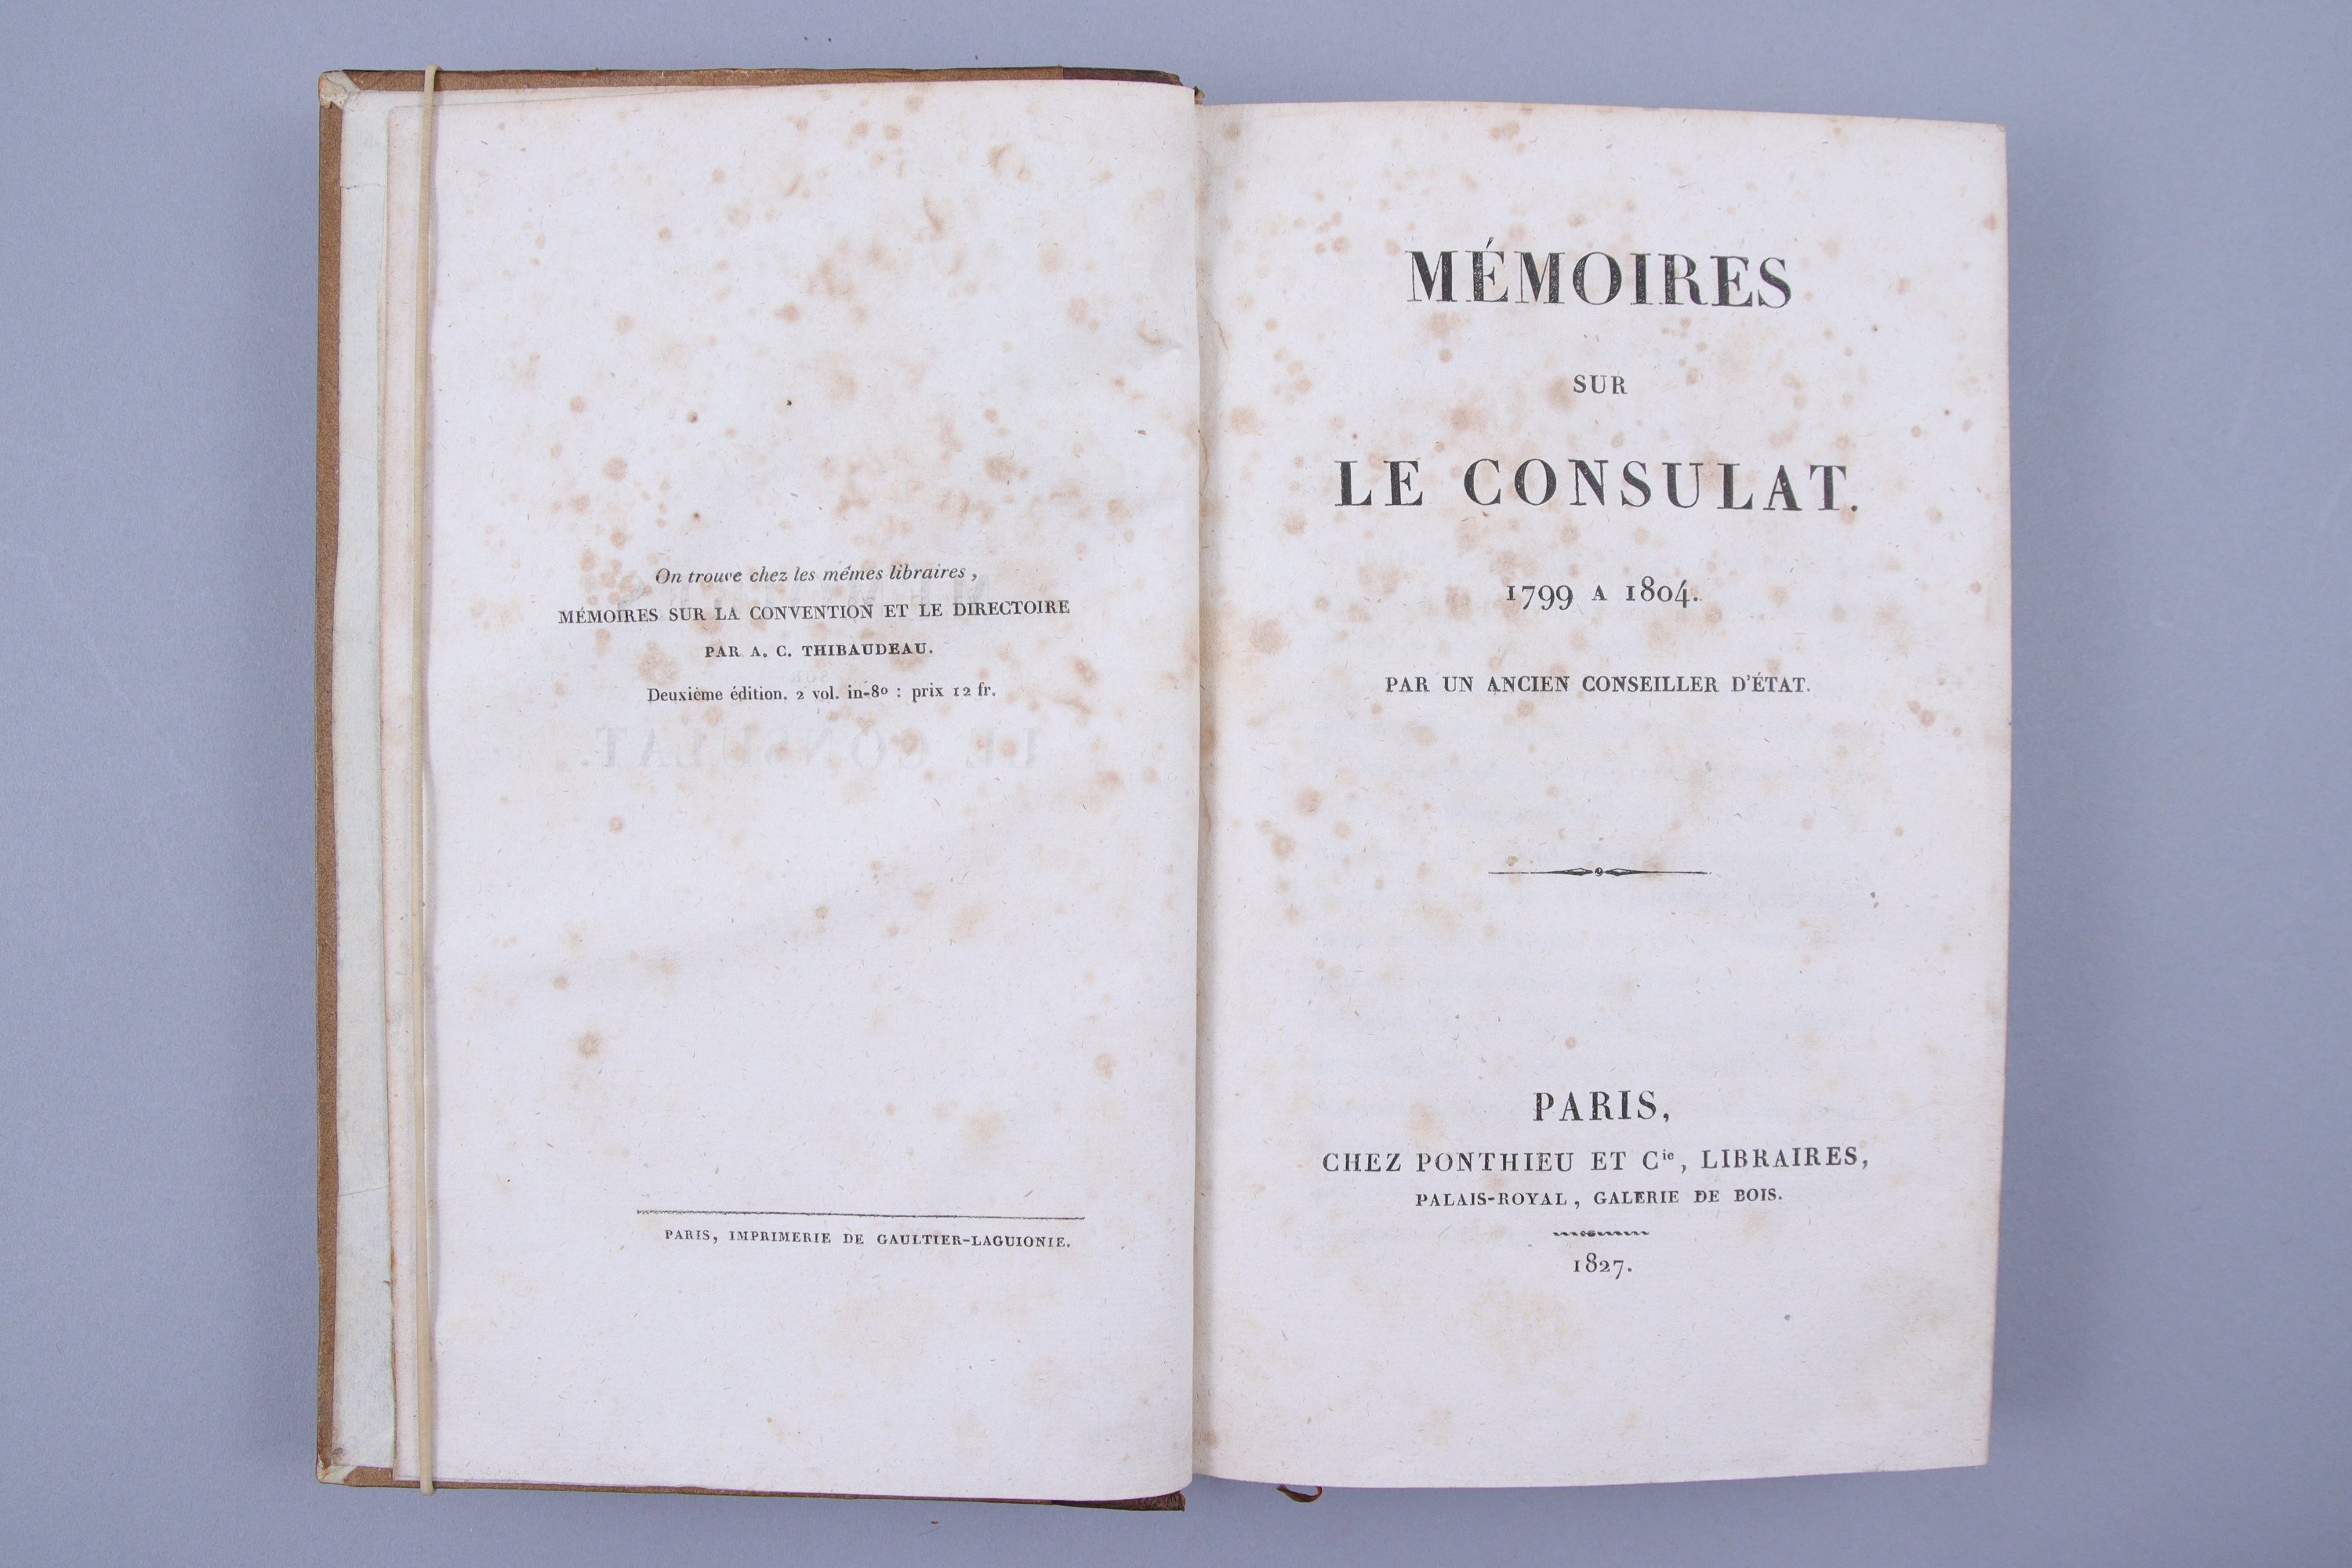 On trouve chez les mêmes libraires ,
MÉMOIRES SUR LA CONVENTION ET LE DIRECTOIRE
PAR A. C. THIBAUDEAU.
Deuxième édition. 2 vol. in-8º : prix 12 fr.
PARIS, IMPRIMERIE DE GAULTIER-LAGUIONIE.
MÉMOIRES
SUR
LE CONSULAT.
1799 A 1804.
PAR UN ANCIEN CONSEILLER D'ÉTAT.
PARIS,
CHEZ PONTHIEU ET Cie, LIBRAIRES,
PALAIS-ROYAL, GALERIE DE BOIS.
1827.